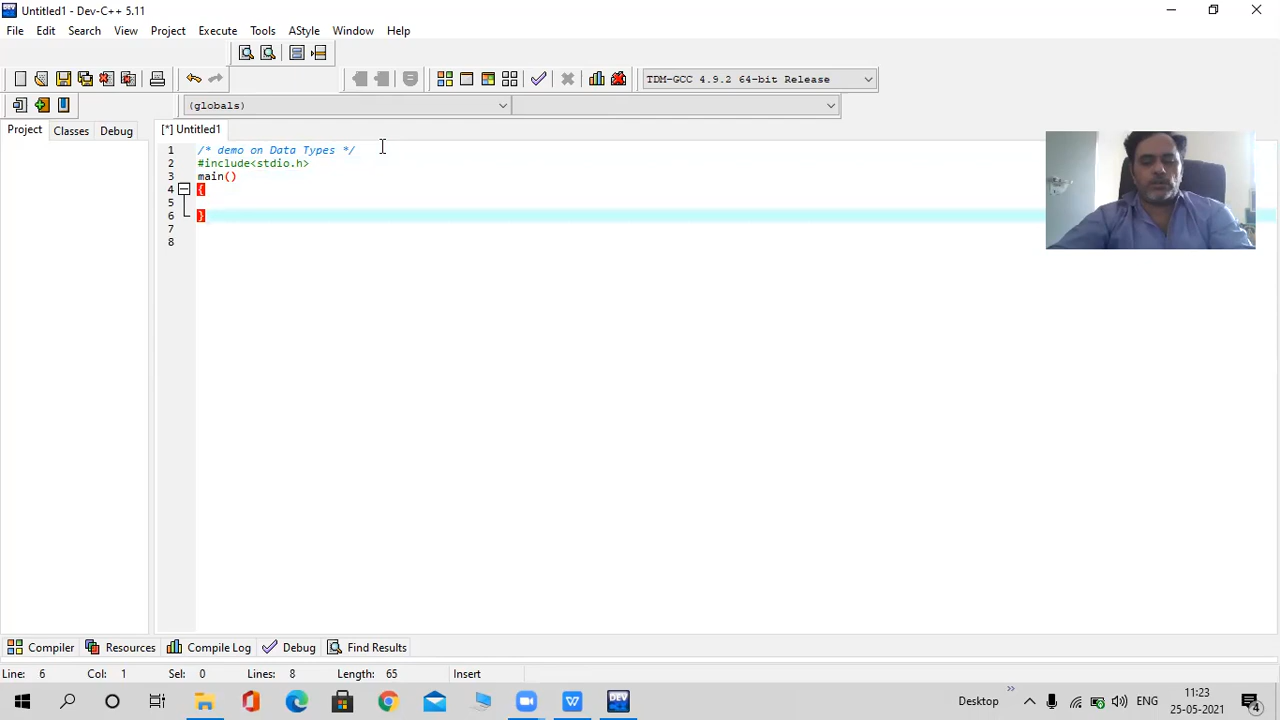 Untitled1 - Dev-C++ 5.11
File Edit Search View Project Execute Tools AStyle Window Help
TDM-GCC 4.9.2 64-bit Release
(globals)
Project Classes Debug
[*] Untitled1
1 /* demo on Data Types */
2 #include<stdio.h>
3 main()
4 {
5
6 }
7
8
Compiler Resources Compile Log Debug Find Results
Line: 6 Col: 1 Sel: 0 Lines: 8 Length: 65 Insert
DEV
Desktop » ENG 11:23
25-05-2021 4